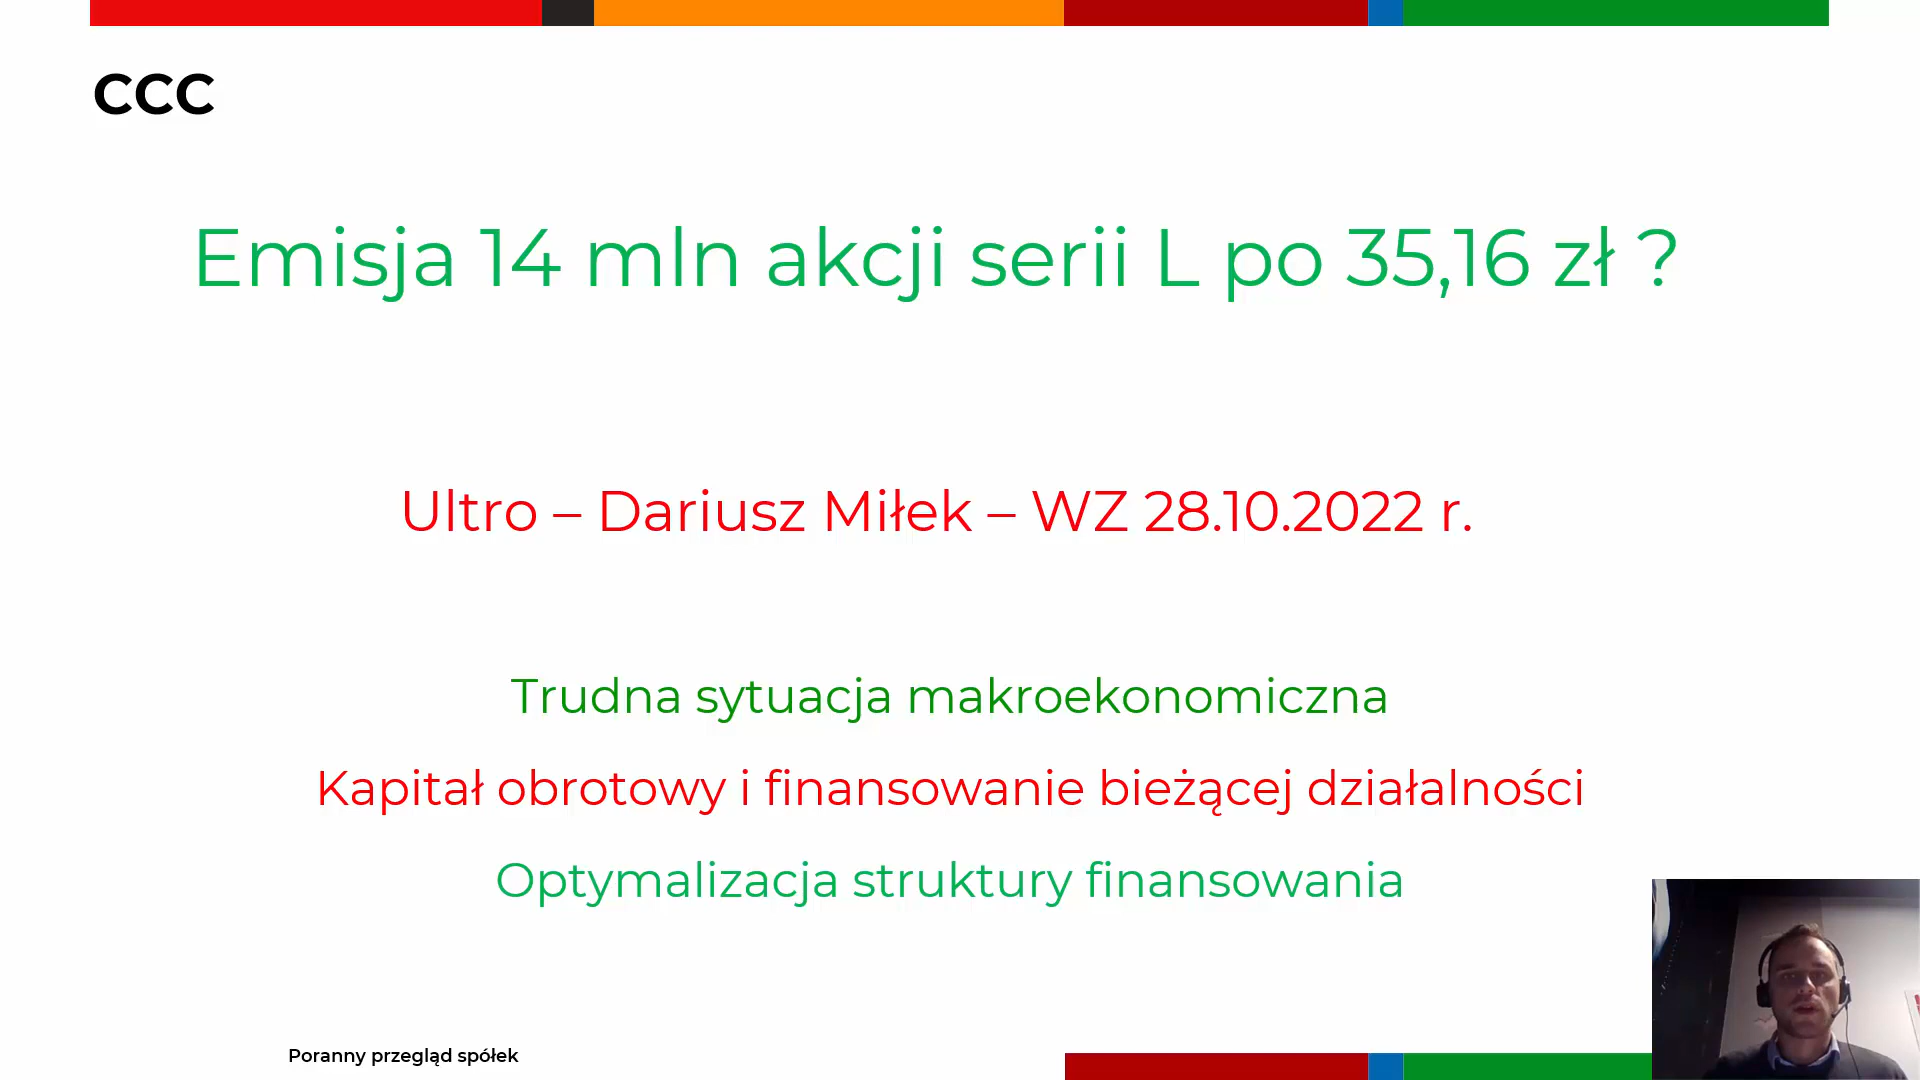 CCC
Emisja 14 mln akcji serii L po 35,16 zł ?
Ultro – Dariusz Miłek – WZ 28.10.2022 r.
Trudna sytuacja makroekonomiczna
Kapitał obrotowy i finansowanie bieżącej działalności
Optymalizacja struktury finansowania
Poranny przegląd spółek